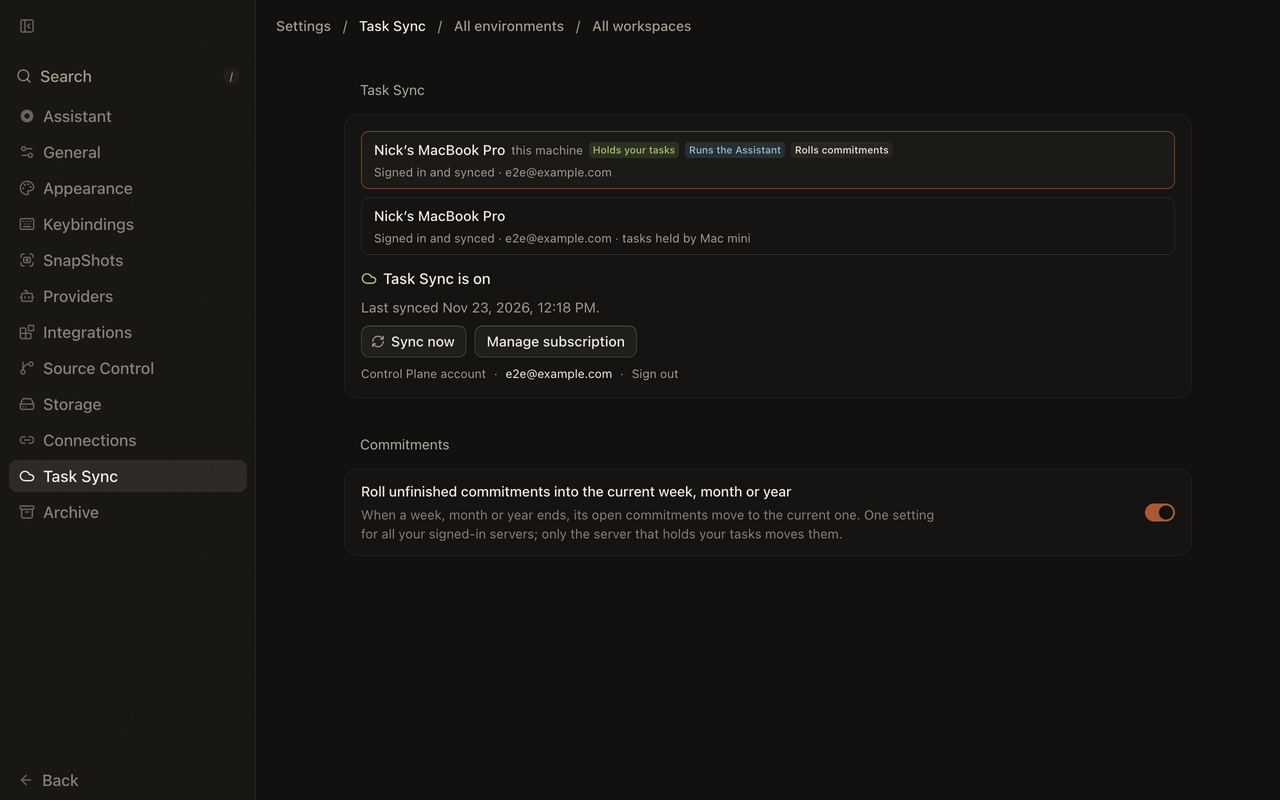 Settings / Task Sync / All environments / All workspaces
Search /
Assistant
General
Appearance
Keybindings
SnapShots
Providers
Integrations
Source Control
Storage
Connections
Task Sync
Archive
Back
Task Sync
Nick’s MacBook Pro this machine Holds your tasks Runs the Assistant Rolls commitments
Signed in and synced · e2e@example.com
Nick’s MacBook Pro
Signed in and synced · e2e@example.com · tasks held by Mac mini
Task Sync is on
Last synced Nov 23, 2026, 12:18 PM.
Sync now Manage subscription
Control Plane account · e2e@example.com · Sign out
Commitments
Roll unfinished commitments into the current week, month or year
When a week, month or year ends, its open commitments move to the current one. One setting
for all your signed-in servers; only the server that holds your tasks moves them.